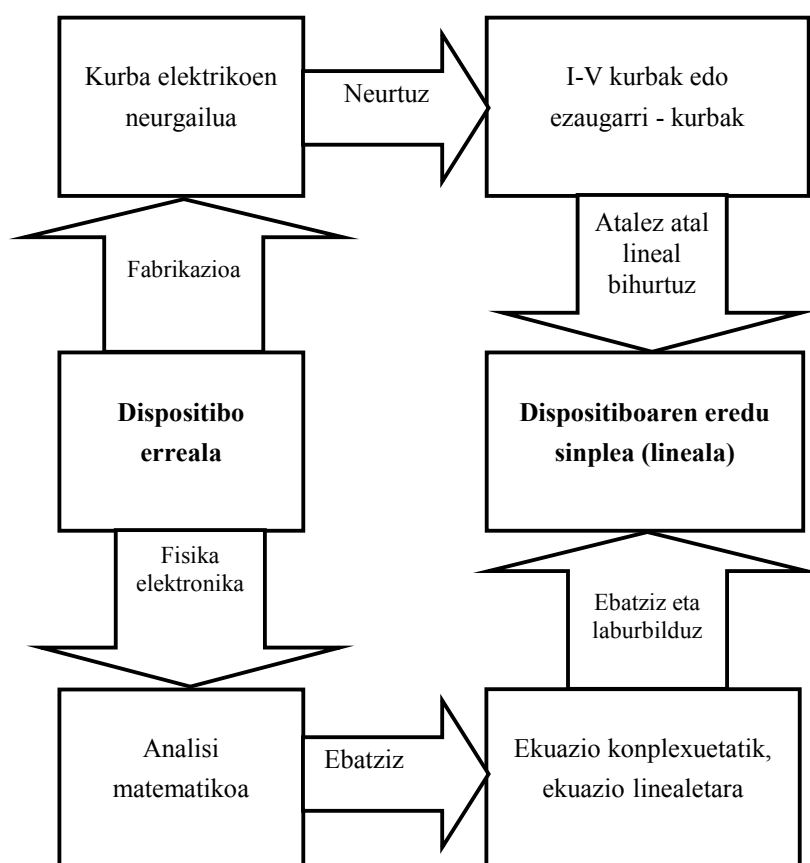 Kurba elektrikoen
neurgailua
Neurtuz
I-V kurbak edo
ezaugarri - kurbak
Fabrikazioa
Atalez atal
lineal
bihurtuz
Dispositibo
erreala
Dispositiboaren eredu
sinplea (lineala)
Fisika
elektronika
Ebatziz eta
laburbilduz
Analisi
matematikoa
Ebatziz
Ekuazio konplexuetatik,
ekuazio linealetara